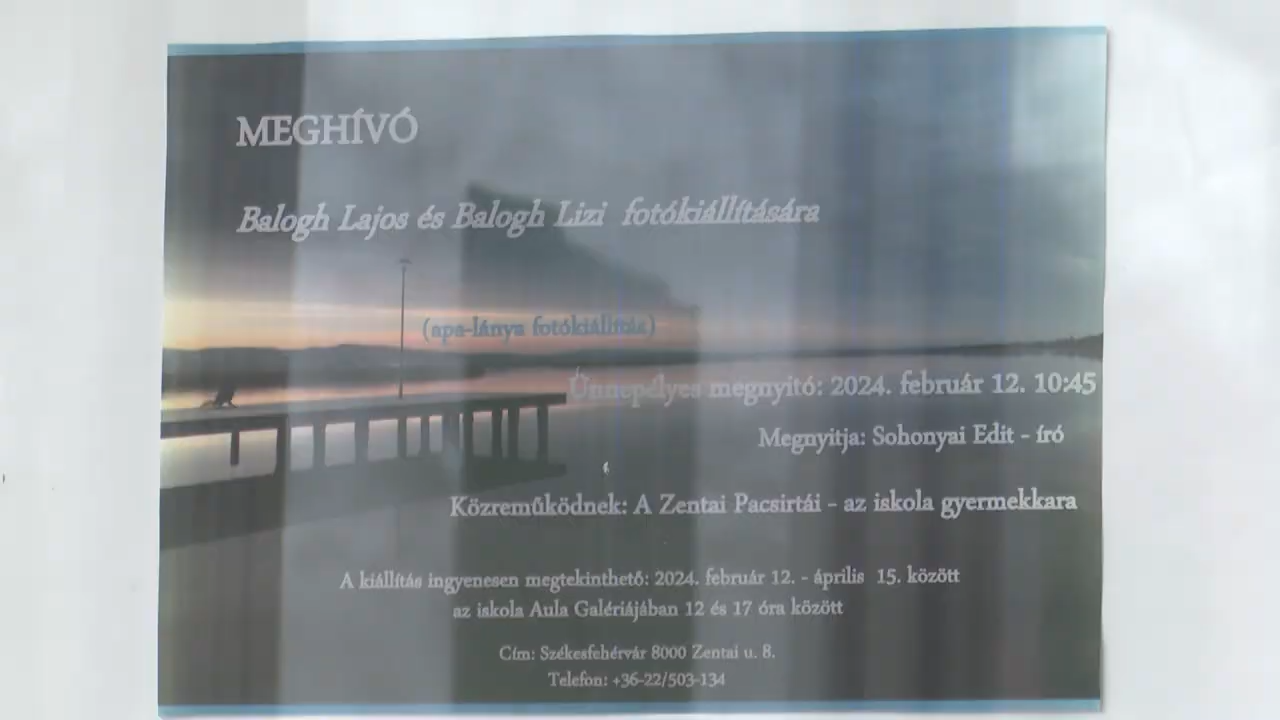 MEGHÍVÓ
Balogh Lajos és Balogh Lizi fotókiállítására
(apa-lánya fotókiállítás)
Ünnepélyes megnyitó: 2024. február 12. 10:45
Megnyitja: Sohonyai Edit - író
Közreműködnek: A Zentai Pacsirtái - az iskola gyermekkara
A kiállítás ingyenesen megtekinthető: 2024. február 12. - április 15. között
az iskola Aula Galériájában 12 és 17 óra között
Cím: Székesfehérvár 8000 Zentai u. 8.
Telefon: +36-22/503-134